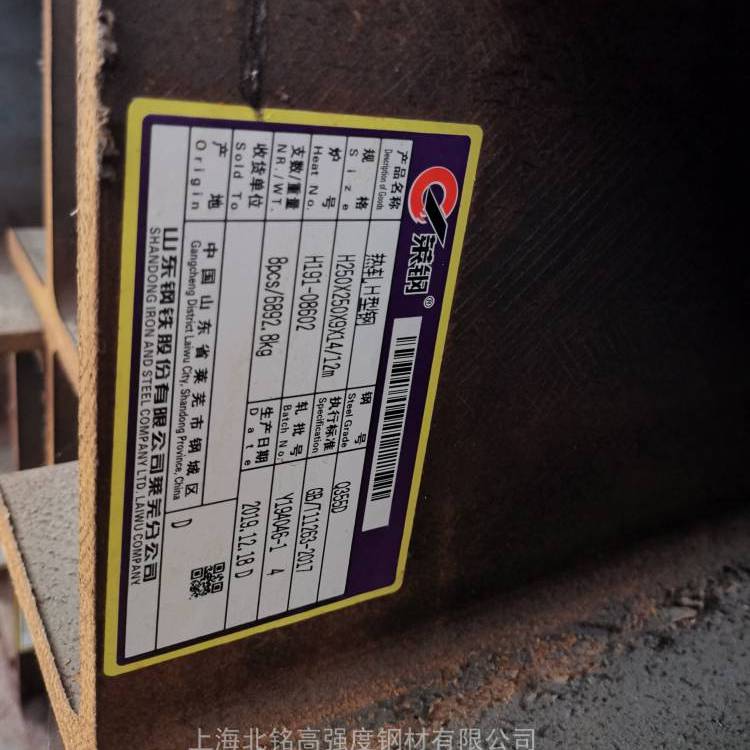 莱钢®
产品名称 热轧H型钢 钢号 Q355D
Description of Goods Steel Grade
规格 H250X250X9X14/12m 执行标准 GB/T11263-2017
Size Specification
炉号 H191-08602 轧批号 Y194046-1 4
Heat No. Batch No.
支数/重量 8pcs/6892.8kg 生产日期 2019.12.18 D
NR./WT. Date
收货单位
Sold To
产地 中国山东省莱芜市钢城区 D
Origin Gangcheng District Laiwu City, Shandong Province, China
山东钢铁股份有限公司莱芜分公司
SHANDONG IRON AND STEEL COMPANY LTD. LAIWU COMPANY
上海北铭高强度钢材有限公司